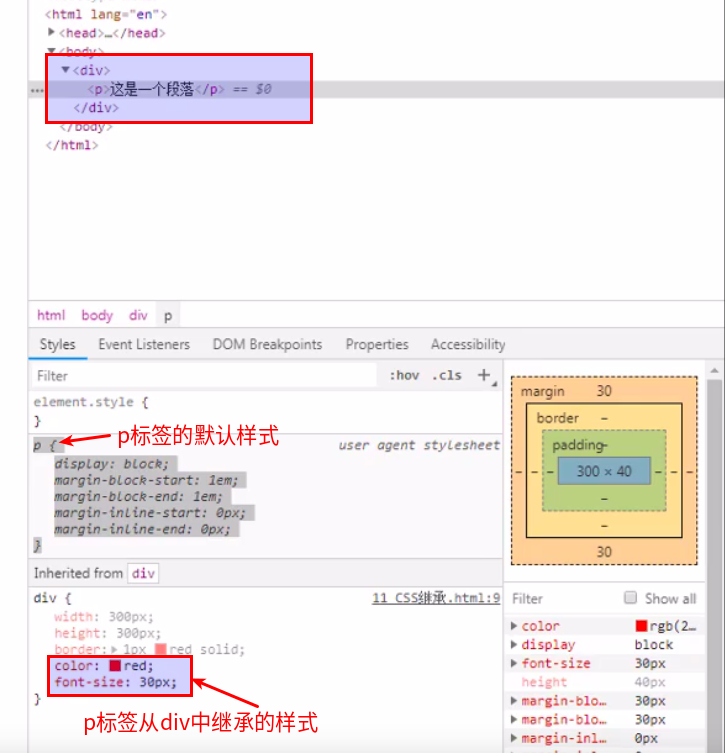 <html lang="en">
▶<head>…</head>
▼<body>
▼<div>
… <p>这是一个段落</p> == $0
</div>
</body>
</html>
html body div p
Styles Event Listeners DOM Breakpoints Properties Accessibility
Filter :hov .cls +
element.style {
}
p标签的默认样式
p { user agent stylesheet
display: block;
margin-block-start: 1em;
margin-block-end: 1em;
margin-inline-start: 0px;
margin-inline-end: 0px;
}
Inherited from div
div { 11 CSS继承.html:9
width: 300px;
height: 300px;
border:▶ 1px red solid;
color: red;
font-size: 30px;
}
p标签从div中继承的样式
margin 30
border –
padding-
– – – 300 × 40 – – –
–
–
30
Filter Show all
▶ color rgb(2…
▶ display block
▶ font-size 30px
height 40px
▶ margin-blo… 30px
▶ margin-blo… 30px
▶ margin-inl… 0px